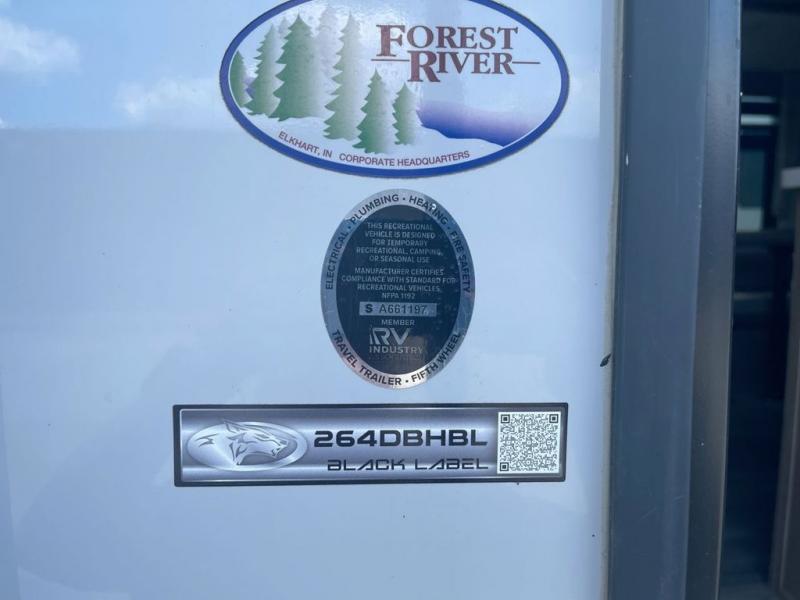 FOREST
RIVER
ELKHART, IN CORPORATE HEADQUARTERS
ELECTRICAL · PLUMBING · HEATING · FIRE SAFETY
THIS RECREATIONAL
VEHICLE IS DESIGNED
FOR TEMPORARY
RECREATIONAL, CAMPING,
OR SEASONAL USE
MANUFACTURER CERTIFIES
COMPLIANCE WITH STANDARD FOR
RECREATIONAL VEHICLES,
NFPA 1192
S A661197
MEMBER
RV
INDUSTRY
TRAVEL TRAILER · FIFTH WHEEL
264DBHBL
BLACK LABEL